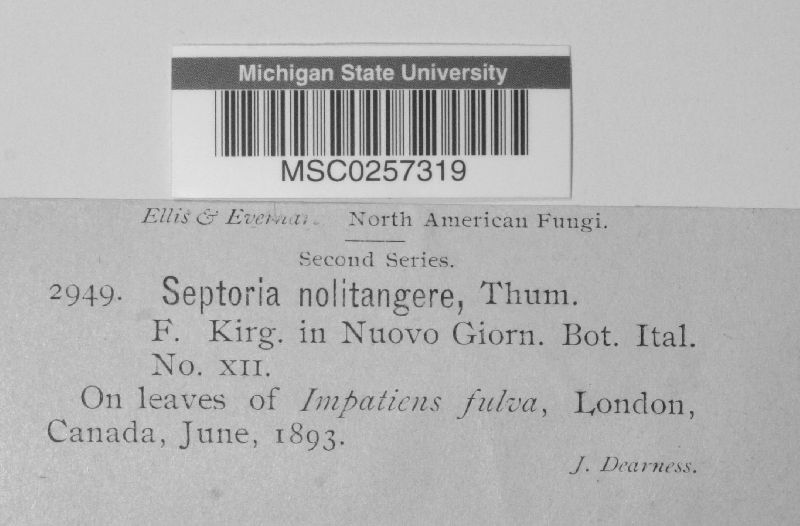 Michigan State University
MSC0257319
Ellis & North American Fungi.
Second Series.
2949. Septoria nolitangere, Thum.
F. Kirg. in Nuovo Giorn. Bot. Ital.
No. XII.
On leaves of Impatiens fulva, London,
Canada, June, 1893.
J. Dearness.